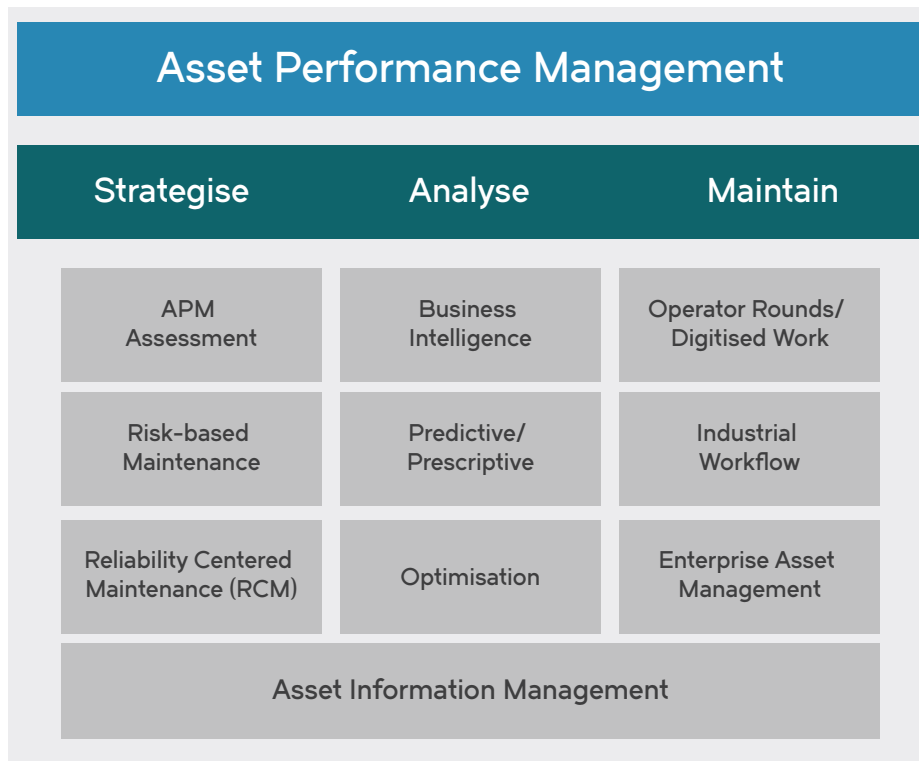 Asset Performance Management
Strategise
Analyse
Maintain
APM
Assessment
Business
Intelligence
Operator Rounds/
Digitised Work
Risk-based
Maintenance
Predictive/
Prescriptive
Industrial
Workflow
Reliability Centered
Maintenance (RCM)
Optimisation
Enterprise Asset
Management
Asset Information Management